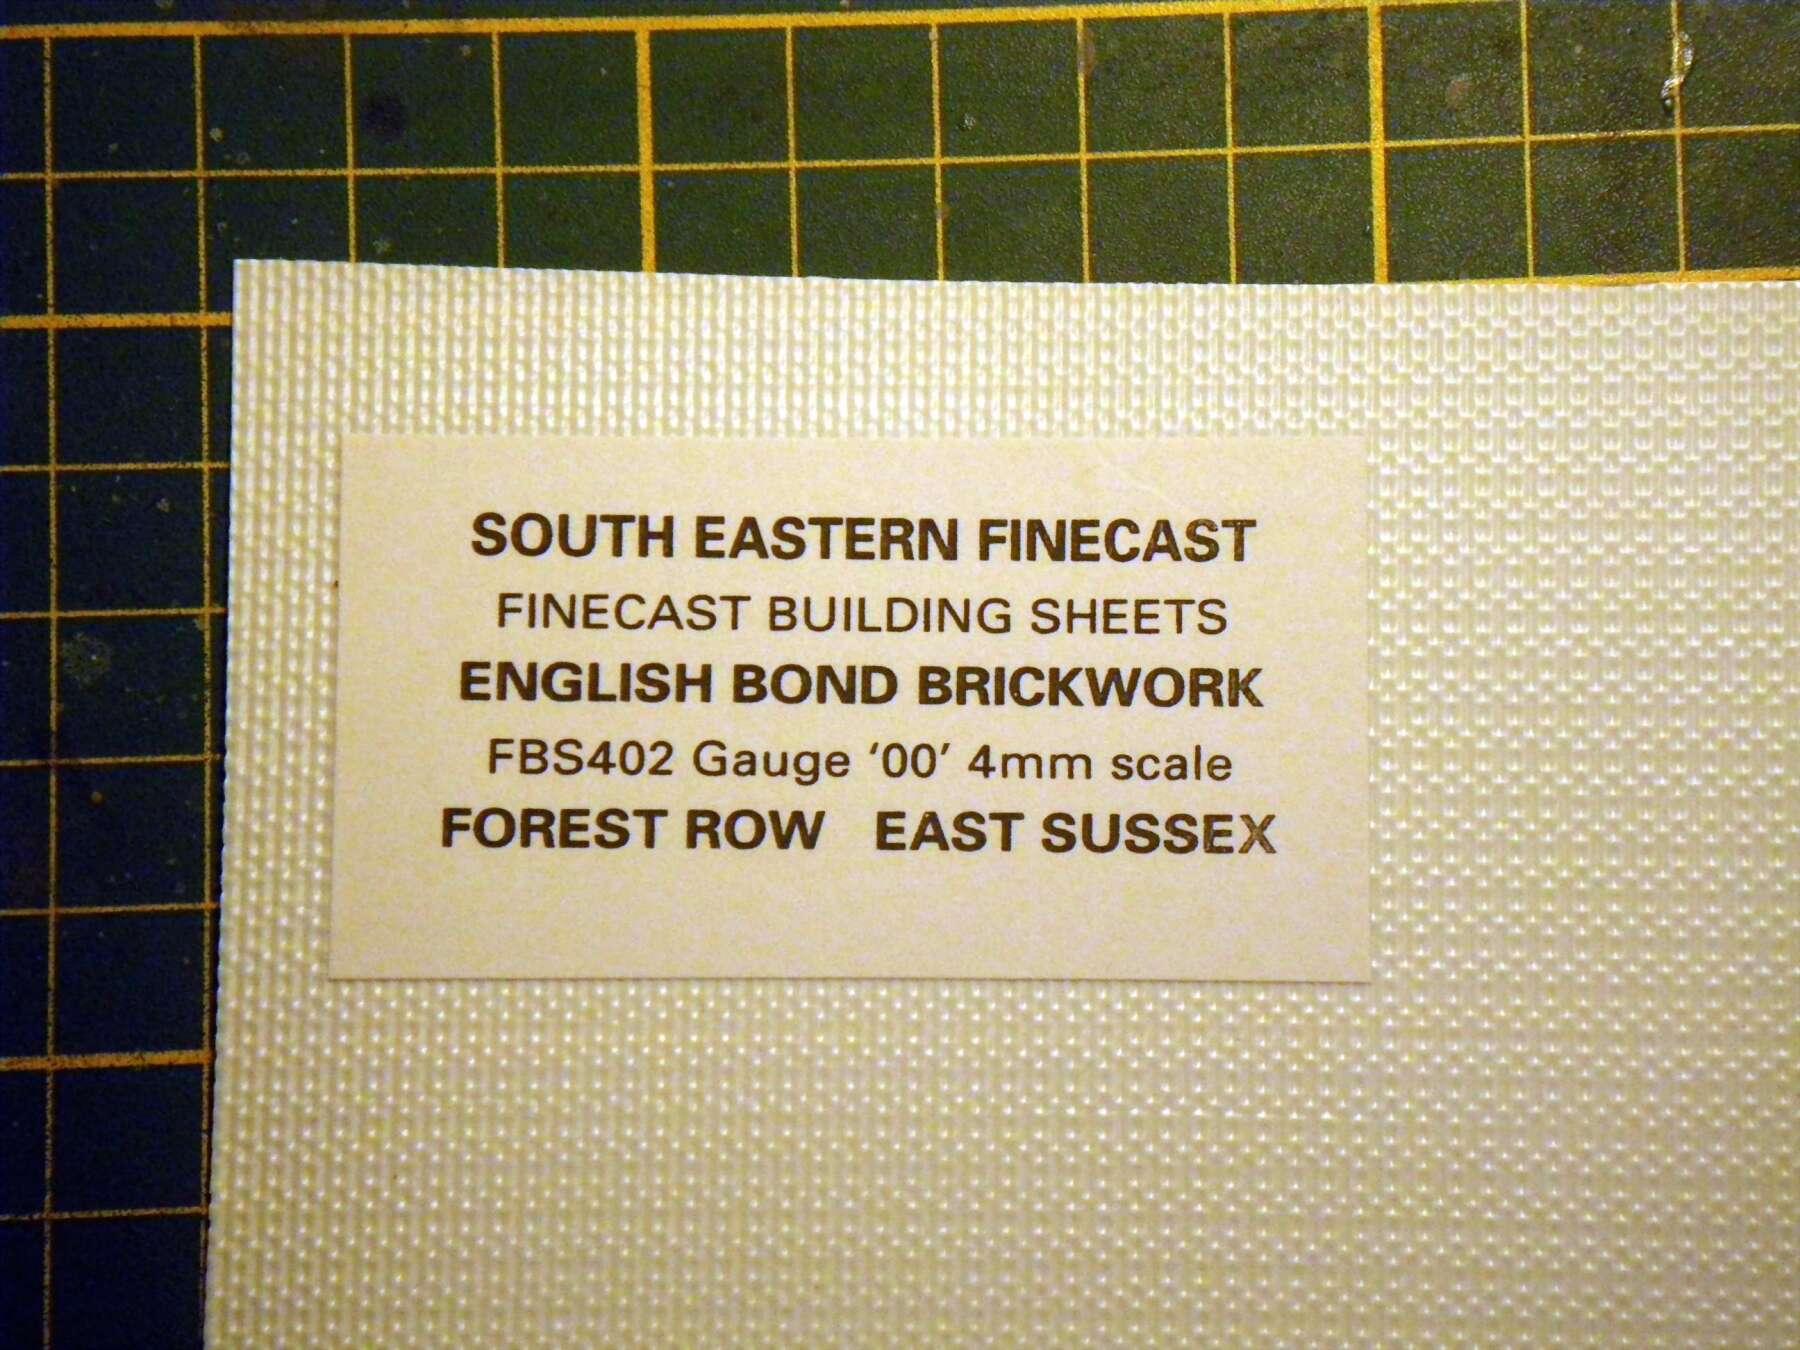 SOUTH EASTERN FINECAST
FINECAST BUILDING SHEETS
ENGLISH BOND BRICKWORK
FBS402 Gauge ‘00’ 4mm scale
FOREST ROW EAST SUSSEX